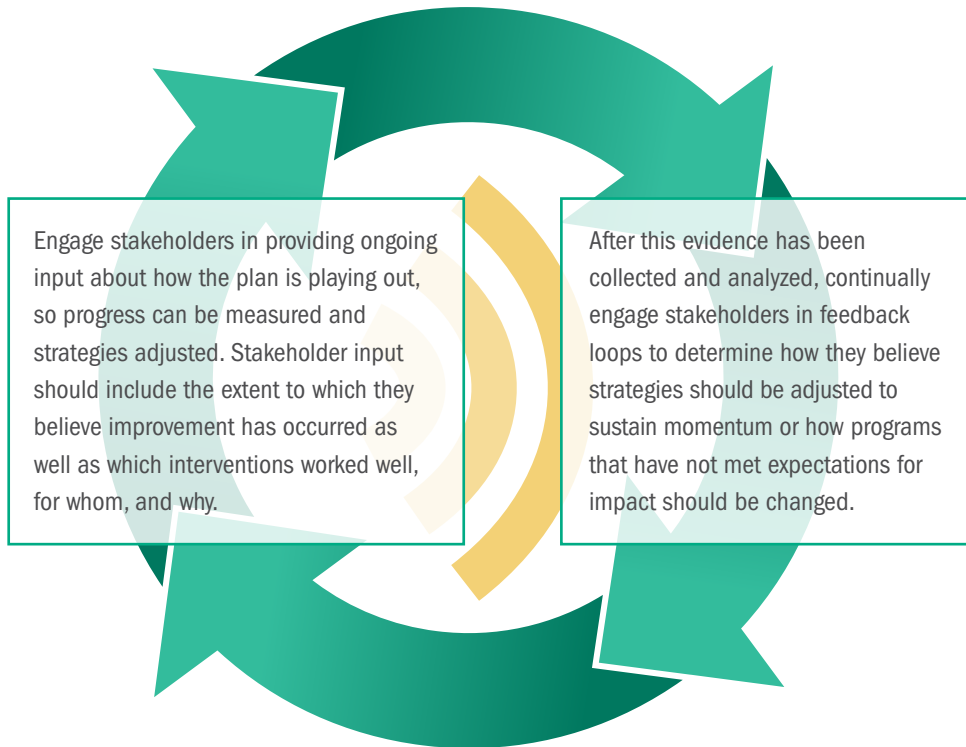 Engage stakeholders in providing ongoing
input about how the plan is playing out,
so progress can be measured and
strategies adjusted. Stakeholder input
should include the extent to which they
believe improvement has occurred as
well as which interventions worked well,
for whom, and why.
After this evidence has been
collected and analyzed, continually
engage stakeholders in feedback
loops to determine how they believe
strategies should be adjusted to
sustain momentum or how programs
that have not met expectations for
impact should be changed.